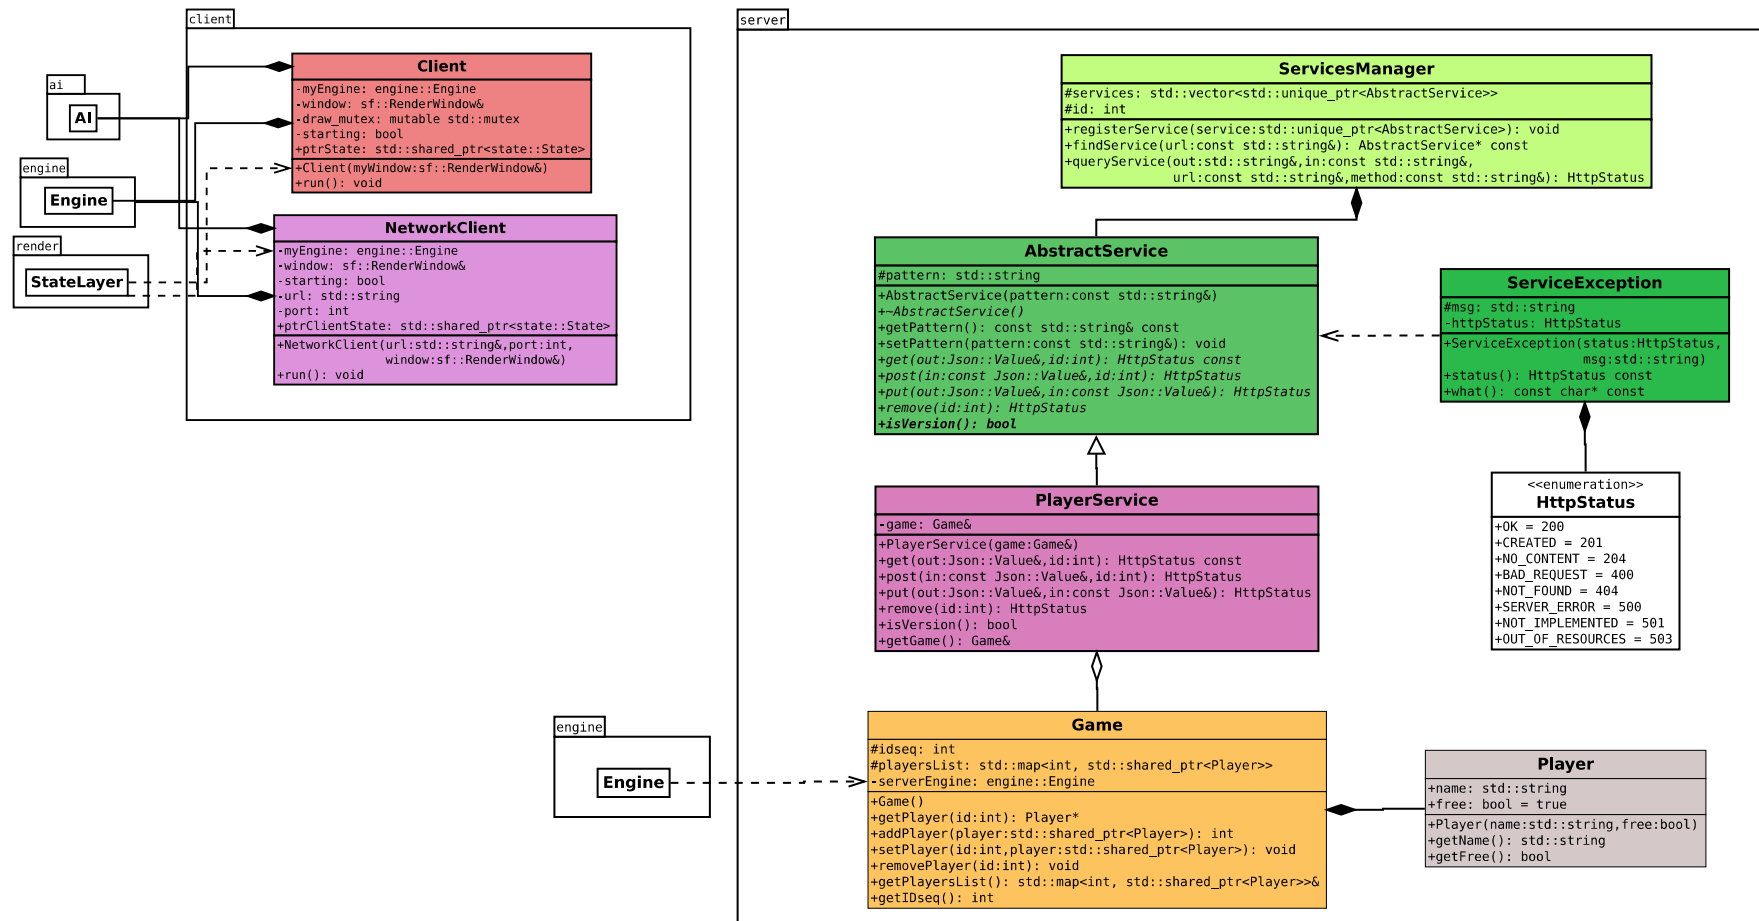 client
Client
-myEngine: engine::Engine
-window: sf::RenderWindow&
-draw_mutex: mutable std::mutex
-starting: bool
+ptrState: std::shared_ptr<state::State>
+Client(myWindow:sf::RenderWindow&)
+run(): void
ai
AI
engine
Engine
render
StateLayer
NetworkClient
-myEngine: engine::Engine
-window: sf::RenderWindow&
-starting: bool
-url: std::string
-port: int
+ptrClientState: std::shared_ptr<state::State>
+NetworkClient(url:std::string&,port:int,
window:sf::RenderWindow&)
+run(): void
server
ServicesManager
#services: std::vector<std::unique_ptr<AbstractService>>
#id: int
+registerService(service:std::unique_ptr<AbstractService>): void
+findService(url:const std::string&): AbstractService* const
+queryService(out:std::string&,in:const std::string&,
url:const std::string&,method:const std::string&): HttpStatus
AbstractService
#pattern: std::string
+AbstractService(pattern:const std::string&)
+~AbstractService()
+getPattern(): const std::string& const
+setPattern(pattern:const std::string&): void
+get(out:Json::Value&,id:int): HttpStatus const
+post(in:const Json::Value&,id:int): HttpStatus
+put(out:Json::Value&,in:const Json::Value&): HttpStatus
+remove(id:int): HttpStatus
+isVersion(): bool
ServiceException
#msg: std::string
-httpStatus: HttpStatus
+ServiceException(status:HttpStatus,
msg:std::string)
+status(): HttpStatus const
+what(): const char* const
<<enumeration>>
HttpStatus
+OK = 200
+CREATED = 201
+NO_CONTENT = 204
+BAD_REQUEST = 400
+NOT_FOUND = 404
+SERVER_ERROR = 500
+NOT_IMPLEMENTED = 501
+OUT_OF_RESOURCES = 503
PlayerService
-game: Game&
+PlayerService(game:Game&)
+get(out:Json::Value&,id:int): HttpStatus const
+post(in:const Json::Value&,id:int): HttpStatus
+put(out:Json::Value&,in:const Json::Value&): HttpStatus
+remove(id:int): HttpStatus
+isVersion(): bool
+getGame(): Game&
engine
Engine
Game
#idseq: int
#playersList: std::map<int, std::shared_ptr<Player>>
-serverEngine: engine::Engine
+Game()
+getPlayer(id:int): Player*
+addPlayer(player:std::shared_ptr<Player>): int
+setPlayer(id:int,player:std::shared_ptr<Player>): void
+removePlayer(id:int): void
+getPlayersList(): std::map<int, std::shared_ptr<Player>>&
+getIDseq(): int
Player
+name: std::string
+free: bool = true
+Player(name:std::string,free:bool)
+getName(): std::string
+getFree(): bool